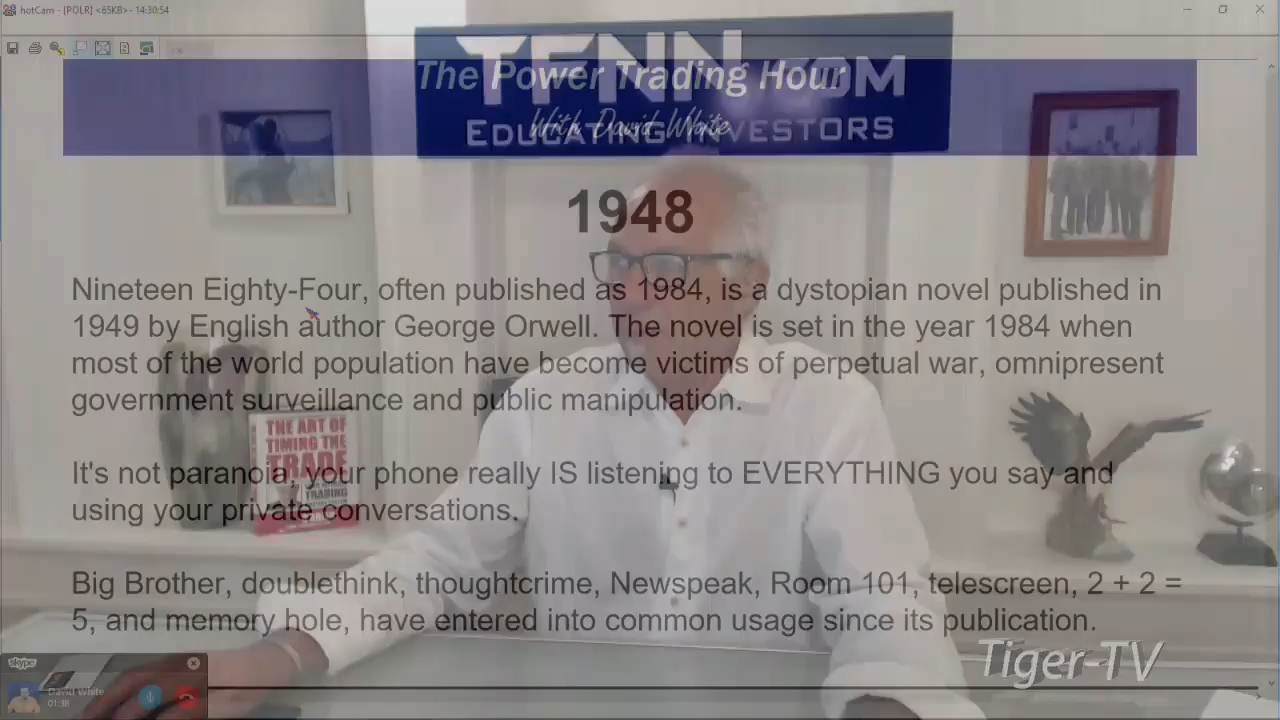 hotCam - [POLR] <65KB> - 14:30:54
TFNN.COM
EDUCATING INVESTORS
The Power Trading Hour
With David White
1948
Nineteen Eighty-Four, often published as 1984, is a dystopian novel published in
1949 by English author George Orwell. The novel is set in the year 1984 when
most of the world population have become victims of perpetual war, omnipresent
government surveillance and public manipulation.
THE ART OF
TIMING THE
TRADE
TRADING
It's not paranoia, your phone really IS listening to EVERYTHING you say and
using your private conversations.
Big Brother, doublethink, thoughtcrime, Newspeak, Room 101, telescreen, 2 + 2 =
5, and memory hole, have entered into common usage since its publication.
Tiger-TV
skype
David White
01:38